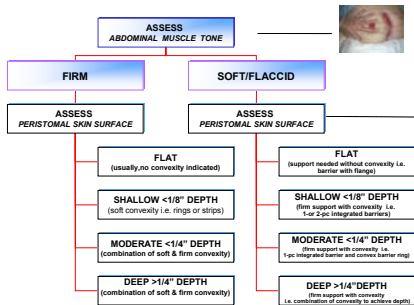 ASSESS
ABDOMINAL MUSCLE TONE
FIRM
SOFT/FLACCID
ASSESS
PERISTOMAL SKIN SURFACE
ASSESS
PERISTOMAL SKIN SURFACE
FLAT
(usually,no convexity indicated)
FLAT
(support needed without convexity i.e.
barrier with flange)
SHALLOW <1/8" DEPTH
(soft convexity i.e. rings or strips)
SHALLOW <1/8" DEPTH
(firm support with convexity i.e.
1-or 2-pc integrated barriers)
MODERATE <1/4" DEPTH
(combination of soft & firm convexity)
MODERATE <1/4" DEPTH
(firm support with convexity i.e.
1-pc integrated barrier and convex barrier ring)
DEEP >1/4" DEPTH
(combination of soft & firm convexity)
DEEP >1/4"DEPTH
(firm support with convexity
i.e. combination of convexity to achieve depth)